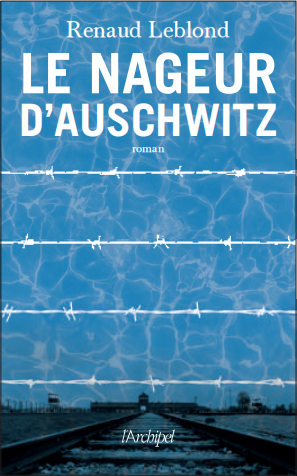 Renaud Leblond
LE NAGEUR
D'AUSCHWITZ
roman
l'Archipel